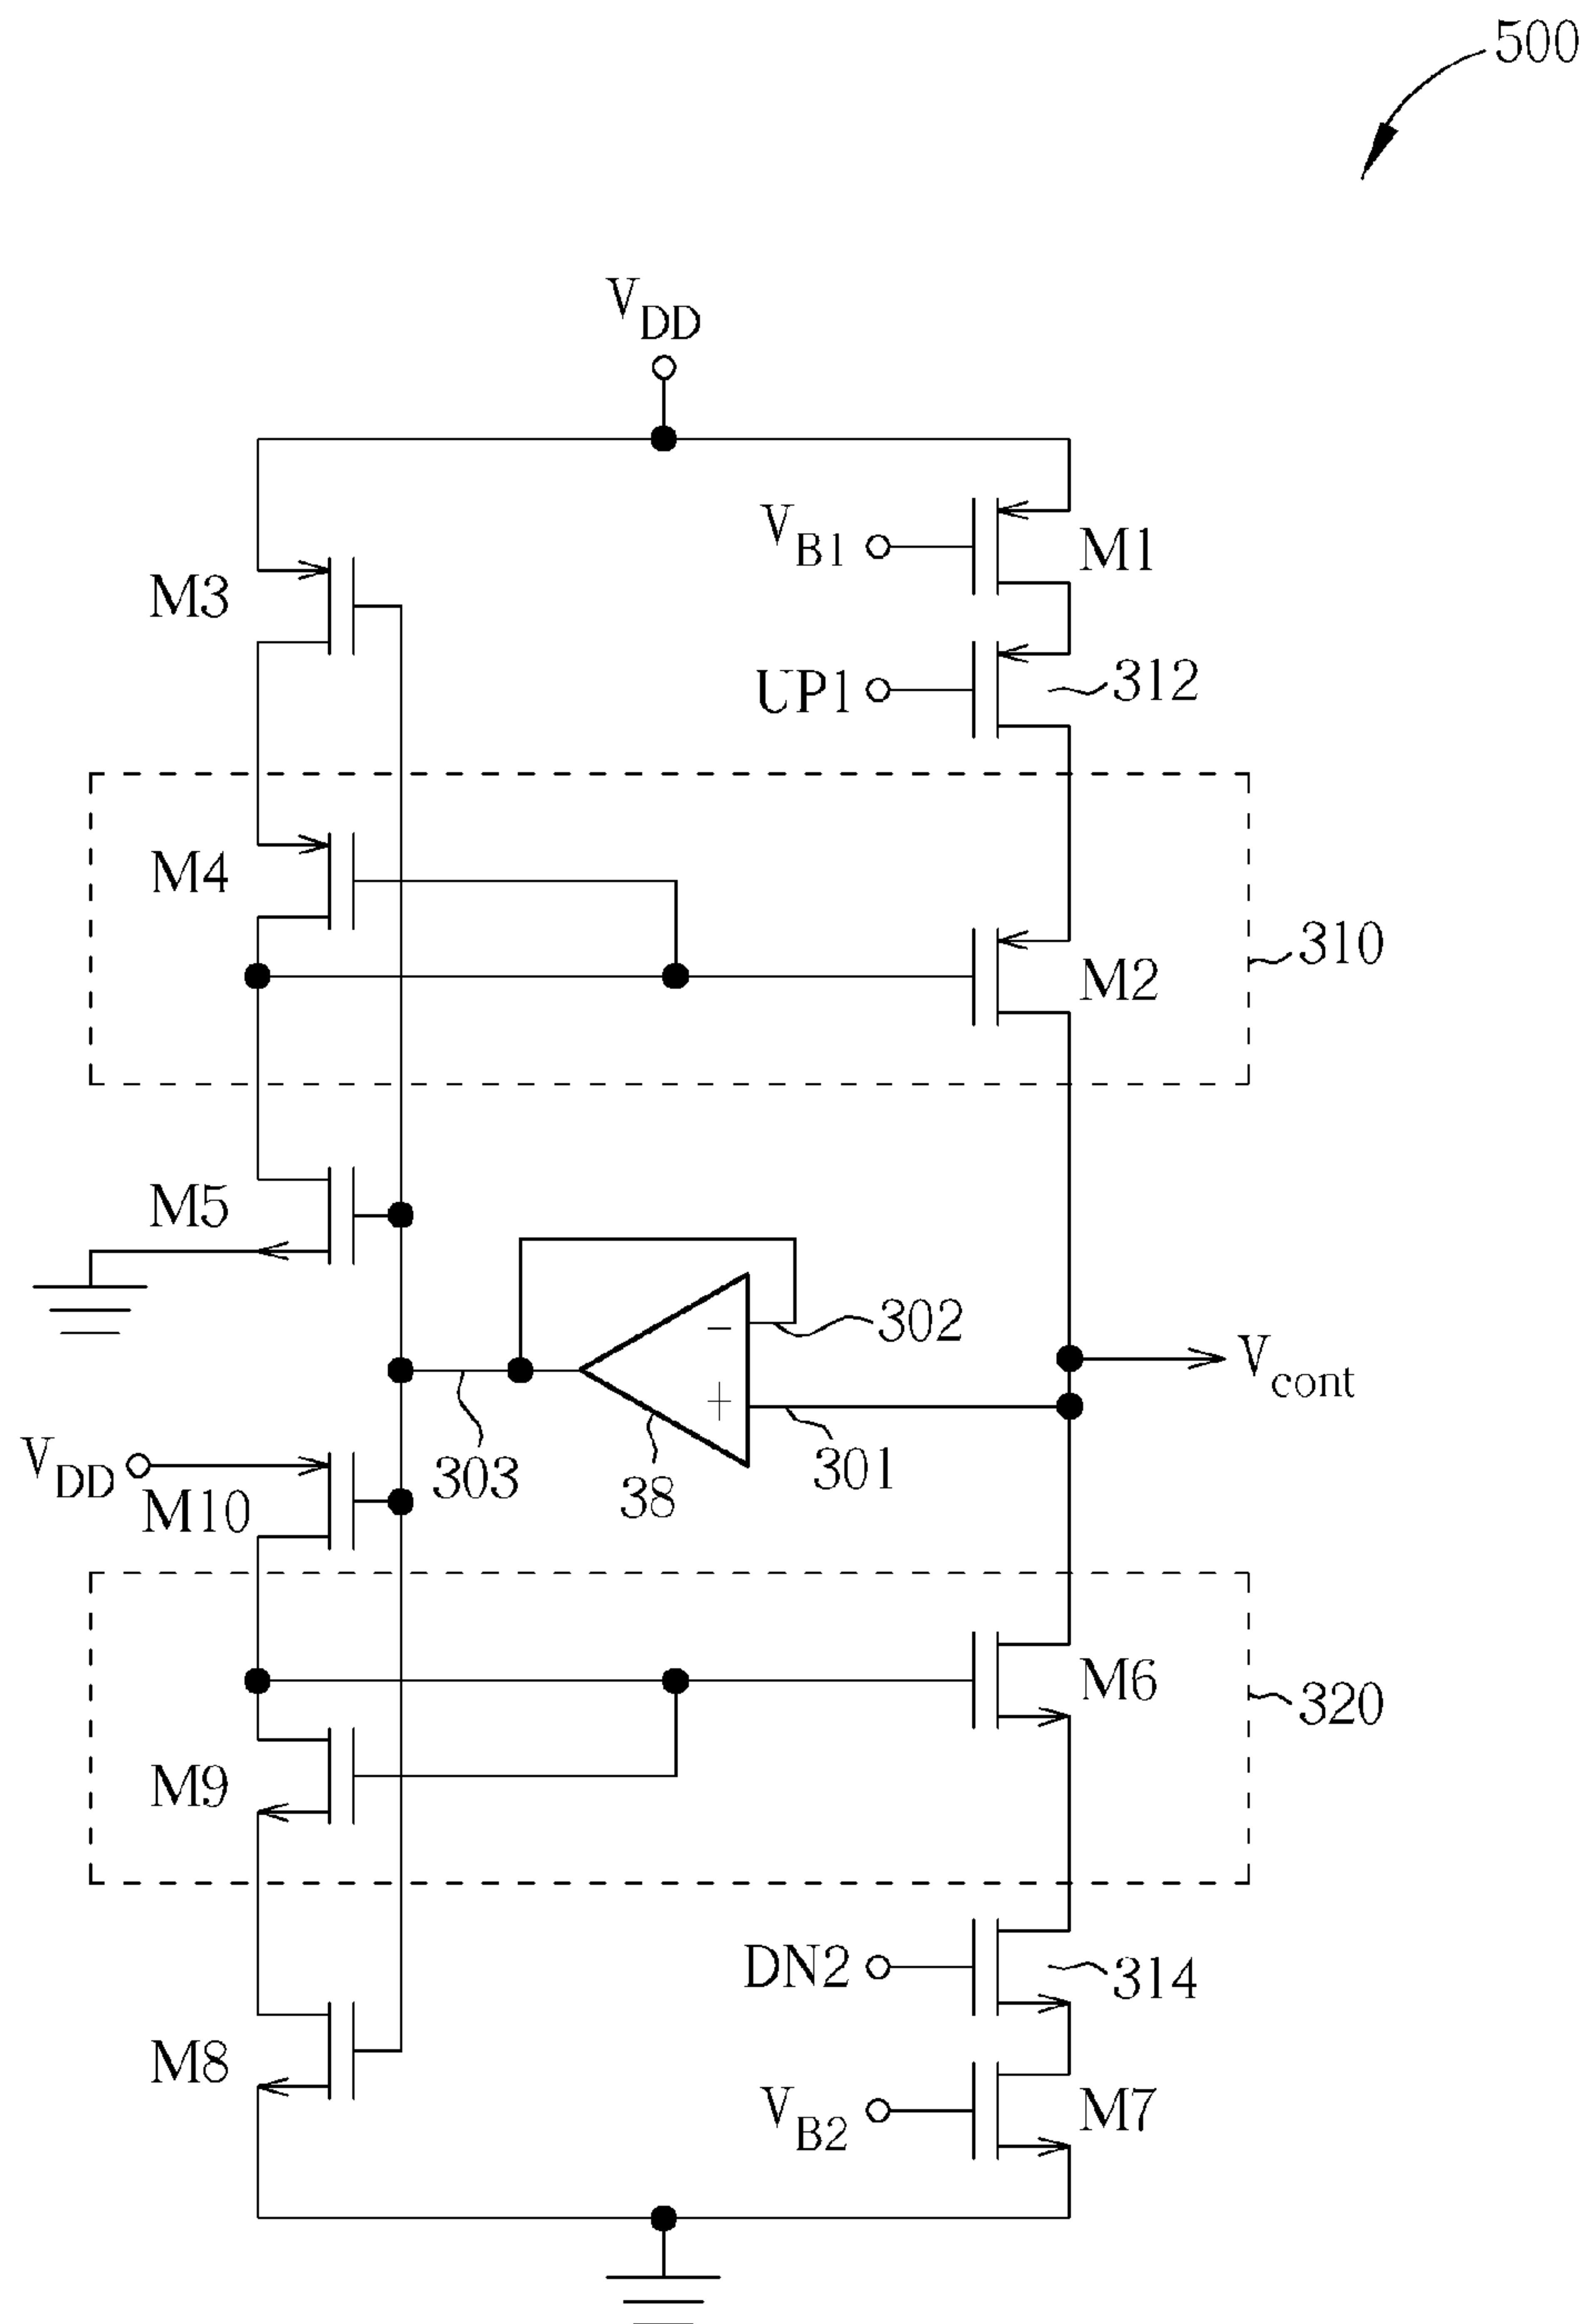 500
VDD
VB1
M1
M3
UP1
312
M4
310
M2
M5
302
Vcont
−
+
VDD
M10
303
38
301
M6
320
M9
DN2
314
M8
VB2
M7